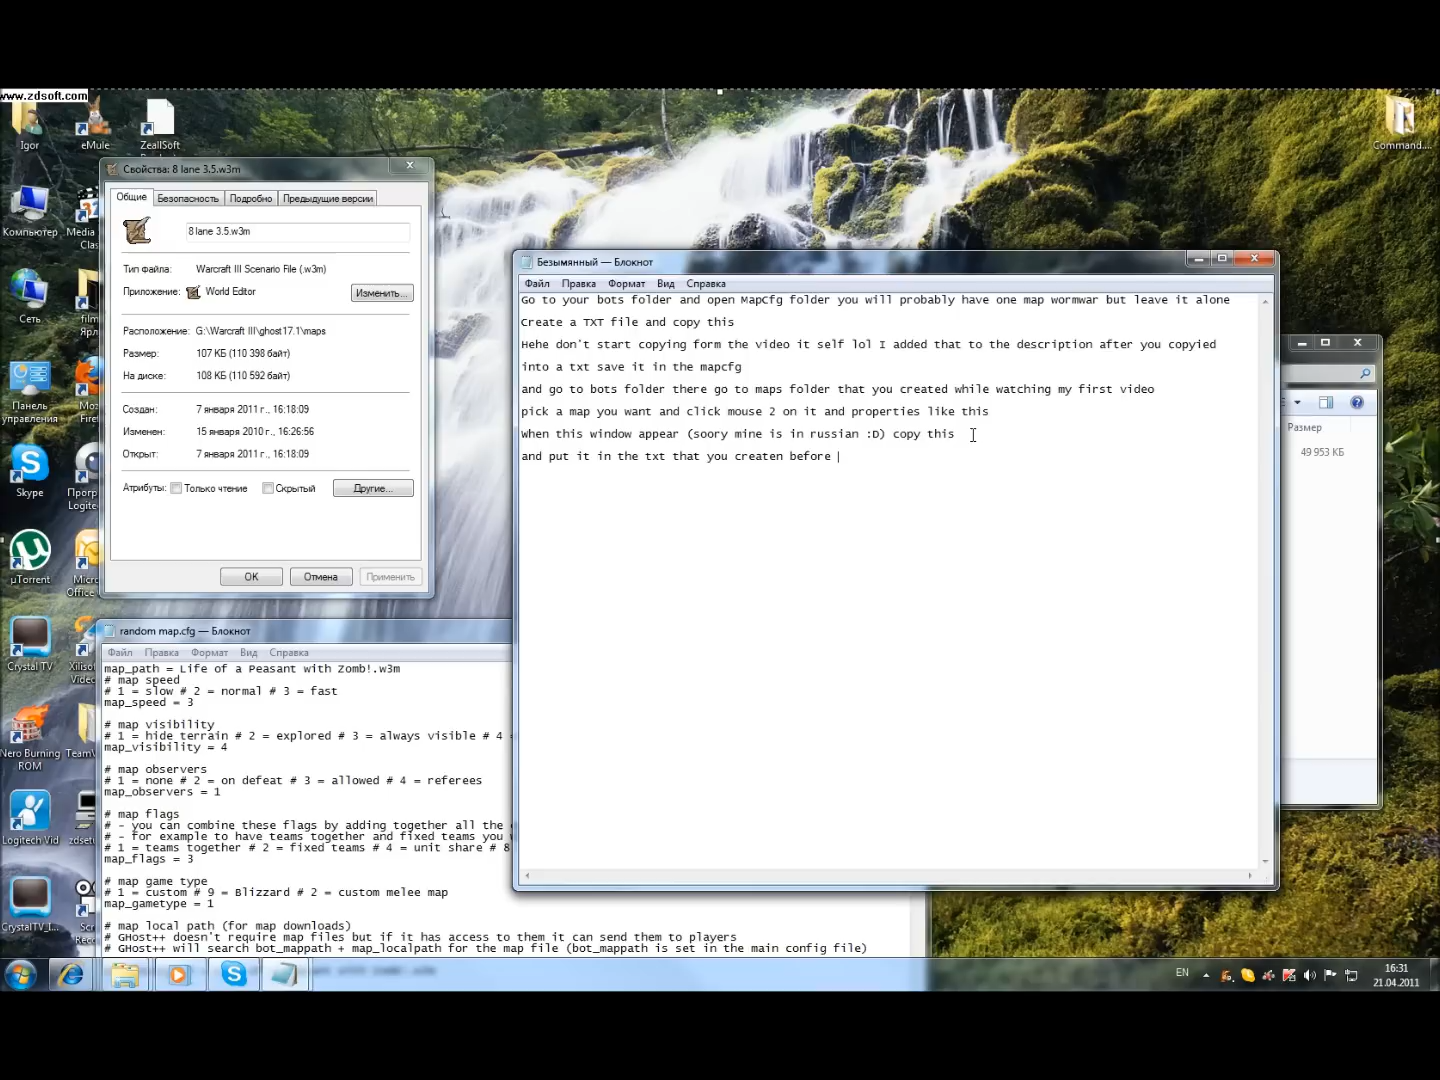 www.zdsoft.com
Igor
eMule
ZeallSoft
Command....
Компьютер
Media
Clas
Сеть
film
Ярл
Панель
управления
Moz
Firef
Skype
Прогр
Logite
µTorrent
Micro
Office
Crystal TV
Xilisof
Video
Nero Burning
ROM
TeamV
Logitech Vid
zdsetu
CrystalTV_I...
Scr
Reco
Свойства: 8 lane 3.5.w3m
Общие
Безопасность
Подробно
Предыдущие версии
8 lane 3.5.w3m
Тип файла: Warcraft III Scenario File (.w3m)
Приложение: World Editor Изменить...
Расположение: G:\Warcraft III\ghost17.1\maps
Размер: 107 КБ (110 398 байт)
На диске: 108 КБ (110 592 байт)
Создан: 7 января 2011 г., 16:18:09
Изменен: 15 января 2010 г., 16:26:56
Открыт: 7 января 2011 г., 16:18:09
Атрибуты: Только чтение Скрытый Другие...
OK Отмена Применить
Безымянный — Блокнот
Файл Правка Формат Вид Справка
Go to your bots folder and open MapCfg folder you will probably have one map wormwar but leave it alone
Create a TXT file and copy this
Hehe don't start copying form the video it self lol I added that to the description after you copyied
into a txt save it in the mapcfg
and go to bots folder there go to maps folder that you created while watching my first video
pick a map you want and click mouse 2 on it and properties like this
When this window appear (soory mine is in russian :D) copy this
and put it in the txt that you createn before
Размер
49 953 КБ
random map.cfg — Блокнот
Файл Правка Формат Вид Справка
map_path = Life of a Peasant with Zomb!.w3m
# map speed
# 1 = slow # 2 = normal # 3 = fast
map_speed = 3
# map visibility
# 1 = hide terrain # 2 = explored # 3 = always visible # 4 =
map_visibility = 4
# map observers
# 1 = none # 2 = on defeat # 3 = allowed # 4 = referees
map_observers = 1
# map flags
# - you can combine these flags by adding together all the
# - for example to have teams together and fixed teams you
# 1 = teams together # 2 = fixed teams # 4 = unit share # 8
map_flags = 3
# map game type
# 1 = custom # 9 = Blizzard # 2 = custom melee map
map_gametype = 1
# map local path (for map downloads)
# GHost++ doesn't require map files but if it has access to them it can send them to players
# GHost++ will search bot_mappath + map_localpath for the map file (bot_mappath is set in the main config file)
EN
16:31
21.04.2011